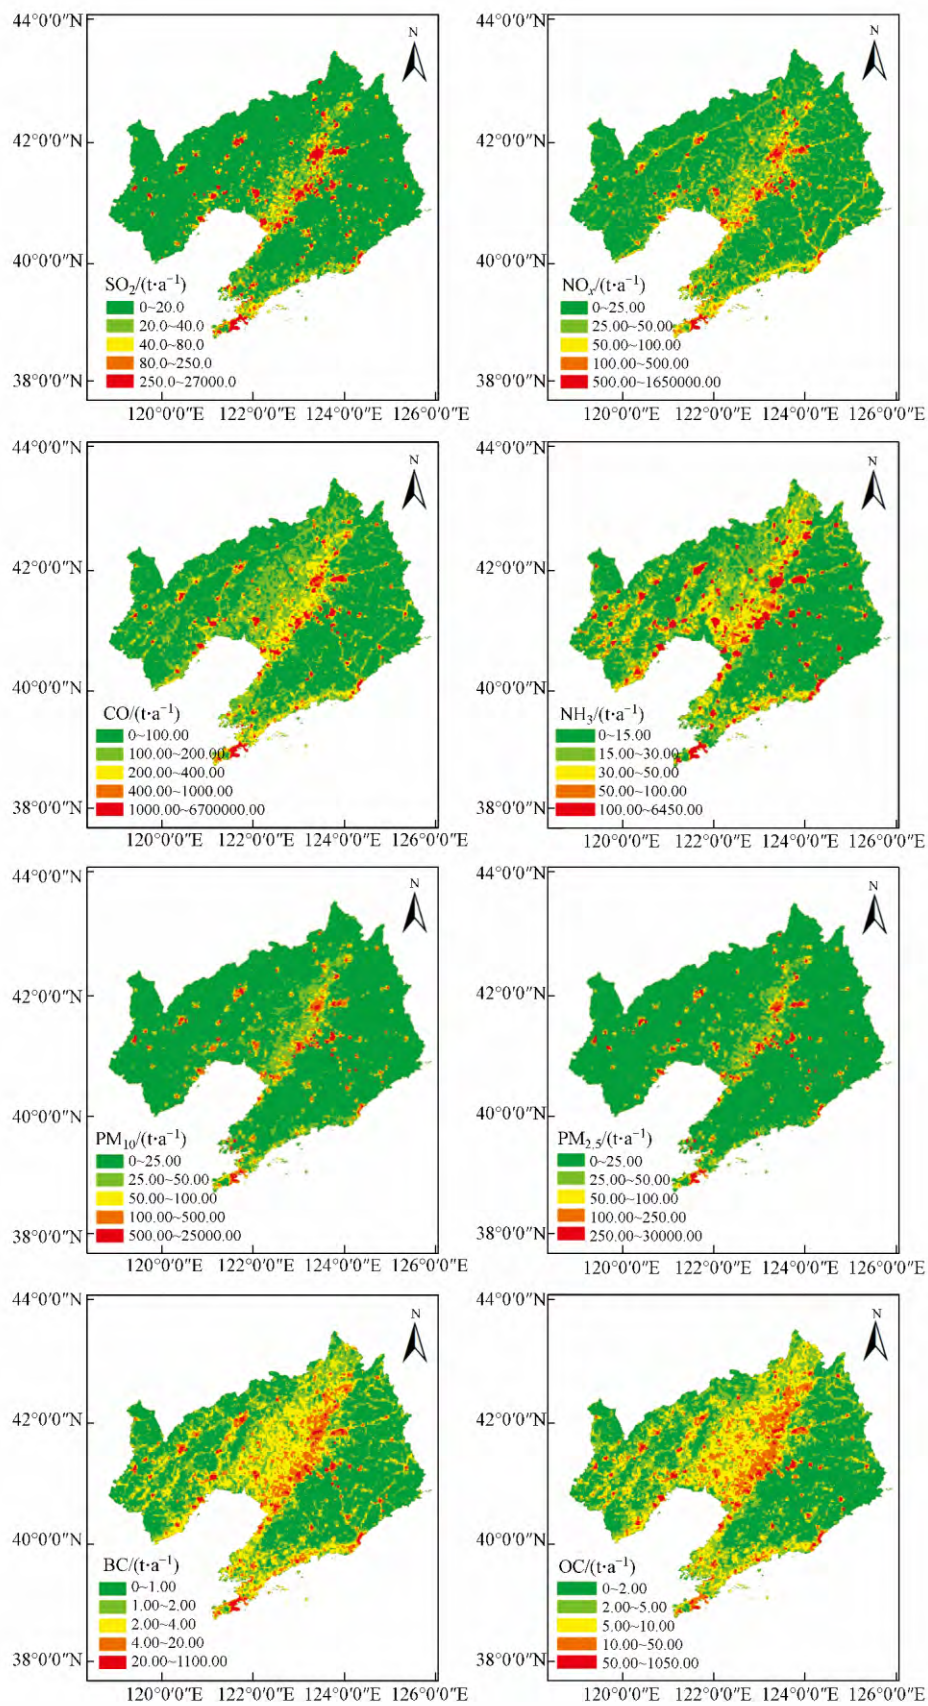 44°0′0″N
42°0′0″N
40°0′0″N
38°0′0″N
N
SO₂/(t·a⁻¹)
0~20.0
20.0~40.0
40.0~80.0
80.0~250.0
250.0~27000.0
120°0′0″E 122°0′0″E 124°0′0″E 126°0′0″E
44°0′0″N
42°0′0″N
40°0′0″N
38°0′0″N
N
NOₓ/(t·a⁻¹)
0~25.00
25.00~50.00
50.00~100.00
100.00~500.00
500.00~1650000.00
120°0′0″E 122°0′0″E 124°0′0″E 126°0′0″E
44°0′0″N
42°0′0″N
40°0′0″N
38°0′0″N
N
CO/(t·a⁻¹)
0~100.00
100.00~200.00
200.00~400.00
400.00~1000.00
1000.00~6700000.00
120°0′0″E 122°0′0″E 124°0′0″E 126°0′0″E
44°0′0″N
42°0′0″N
40°0′0″N
38°0′0″N
N
NH₃/(t·a⁻¹)
0~15.00
15.00~30.00
30.00~50.00
50.00~100.00
100.00~6450.00
120°0′0″E 122°0′0″E 124°0′0″E 126°0′0″E
44°0′0″N
42°0′0″N
40°0′0″N
38°0′0″N
N
PM₁₀/(t·a⁻¹)
0~25.00
25.00~50.00
50.00~100.00
100.00~500.00
500.00~25000.00
120°0′0″E 122°0′0″E 124°0′0″E 126°0′0″E
44°0′0″N
42°0′0″N
40°0′0″N
38°0′0″N
N
PM₂.₅/(t·a⁻¹)
0~25.00
25.00~50.00
50.00~100.00
100.00~250.00
250.00~30000.00
120°0′0″E 122°0′0″E 124°0′0″E 126°0′0″E
44°0′0″N
42°0′0″N
40°0′0″N
38°0′0″N
N
BC/(t·a⁻¹)
0~1.00
1.00~2.00
2.00~4.00
4.00~20.00
20.00~1100.00
120°0′0″E 122°0′0″E 124°0′0″E 126°0′0″E
44°0′0″N
42°0′0″N
40°0′0″N
38°0′0″N
N
OC/(t·a⁻¹)
0~2.00
2.00~5.00
5.00~10.00
10.00~50.00
50.00~1050.00
120°0′0″E 122°0′0″E 124°0′0″E 126°0′0″E